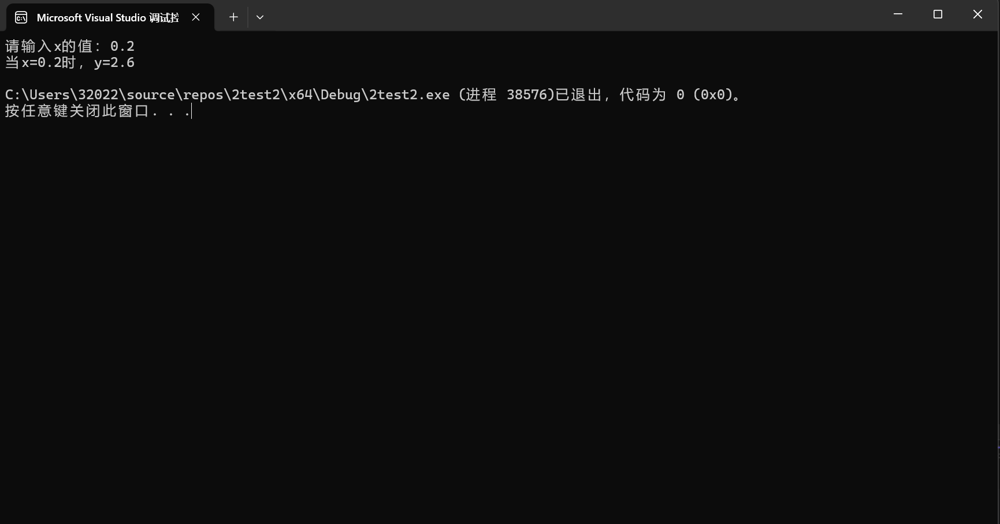 Microsoft Visual Studio 调试
请输入x的值：0.2
当x=0.2时，y=2.6
C:\Users\32022\source\repos\2test2\x64\Debug\2test2.exe (进程 38576)已退出，代码为 0 (0x0)。
按任意键关闭此窗口. . .